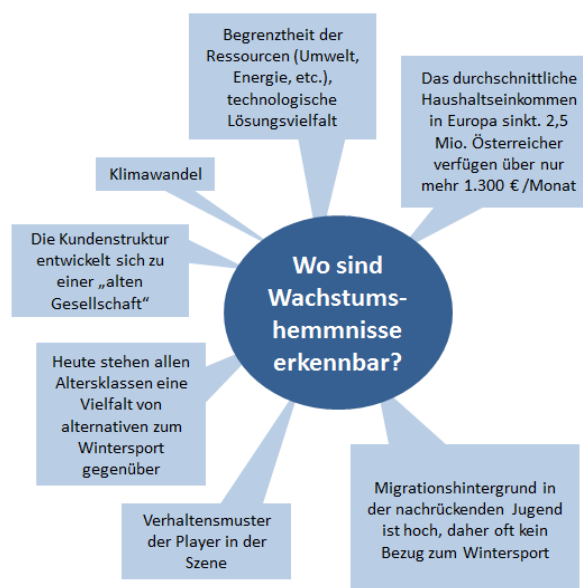 Begrenztheit der
Ressourcen (Umwelt,
Energie, etc.),
technologische
Lösungsvielfalt
Das durchschnittliche
Haushaltseinkommen
in Europa sinkt. 2,5
Mio. Österreicher
verfügen über nur
mehr 1.300 € /Monat
Klimawandel
Die Kundenstruktur
entwickelt sich zu
einer „alten
Gesellschaft“
Wo sind
Wachstums-
hemmnisse
erkennbar?
Heute stehen allen
Altersklassen eine
Vielfalt von
alternativen zum
Wintersport
gegenüber
Verhaltensmuster
der Player in der
Szene
Migrationshintergrund in
der nachrückenden Jugend
ist hoch, daher oft kein
Bezug zum Wintersport